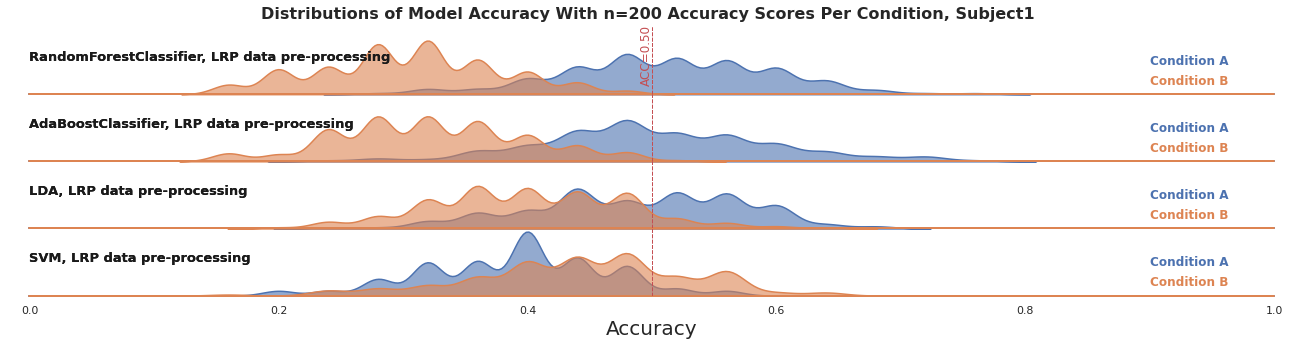 Distributions of Model Accuracy With n=200 Accuracy Scores Per Condition, Subject1
RandomForestClassifier, LRP data pre-processing
ACC=0.50
Condition A
Condition B
AdaBoostClassifier, LRP data pre-processing
Condition A
Condition B
LDA, LRP data pre-processing
Condition A
Condition B
SVM, LRP data pre-processing
Condition A
Condition B
0.0 0.2 0.4 0.6 0.8 1.0
Accuracy